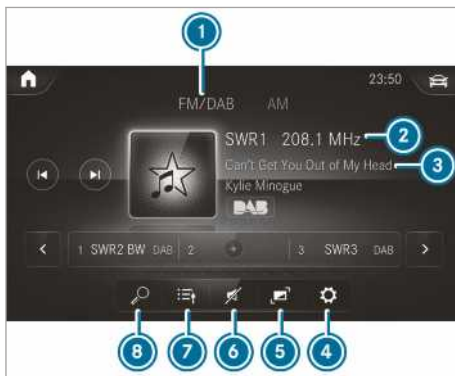 1
23:50
FM/DAB AM
SWR1 208.1 MHz 2
Can't Get You Out of My Head 3
Kylie Minogue
DAB
1 SWR2 BW DAB 2 3 SWR3 DAB
8 7 6 5 4